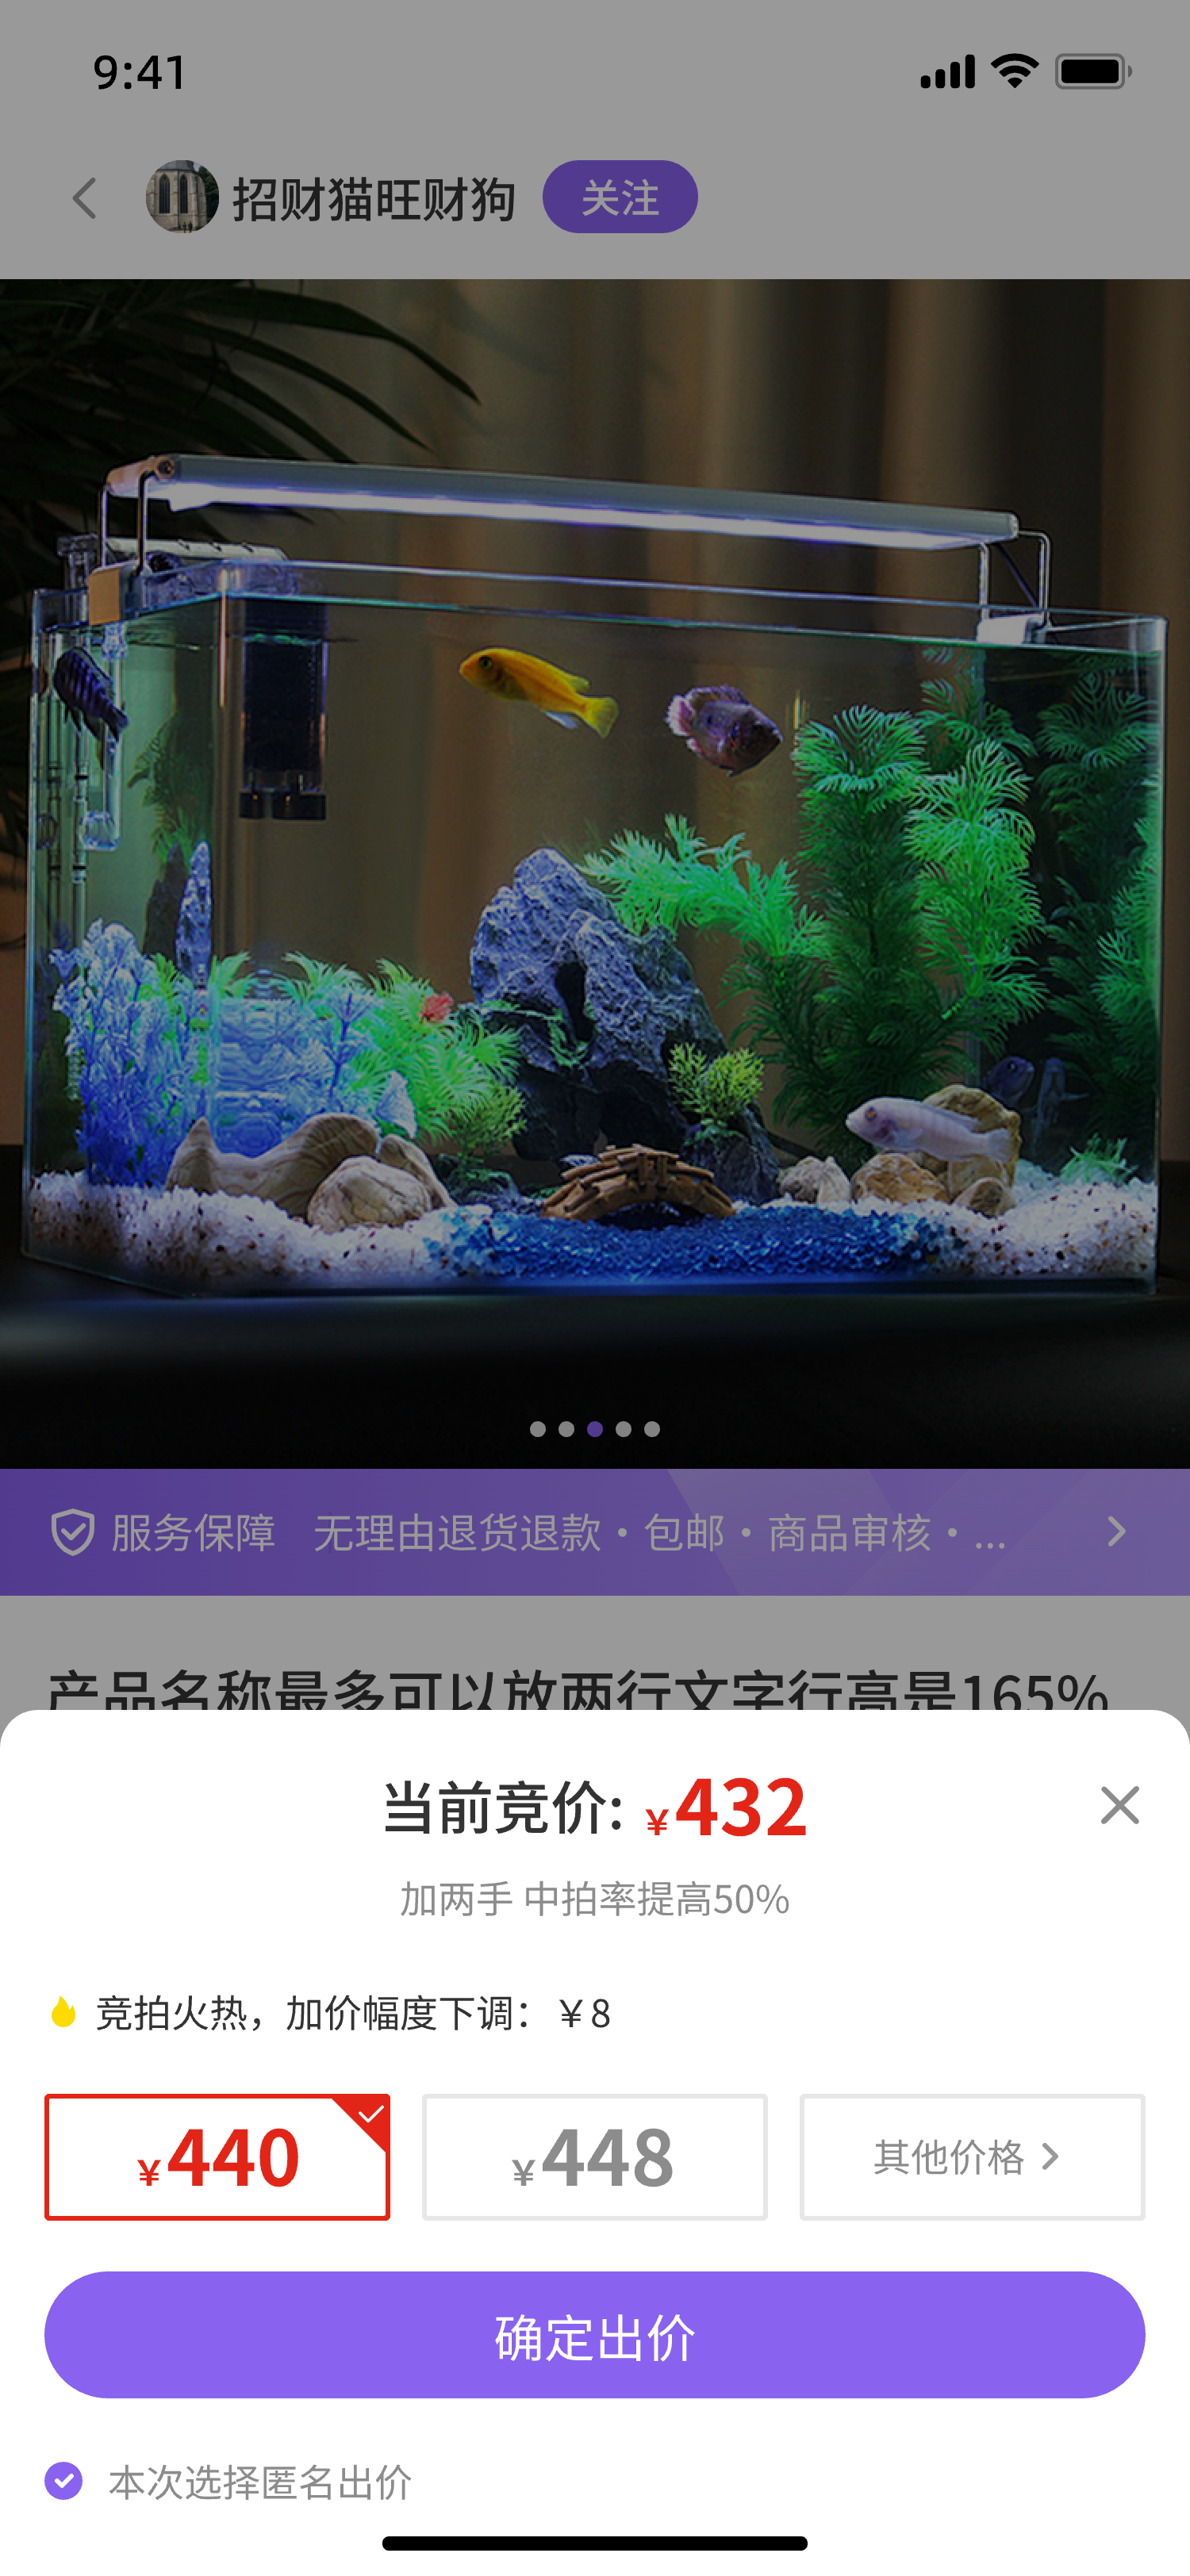 9:41
招财猫旺财狗 关注
服务保障 无理由退货退款·包邮·商品审核·...
产品名称最多可以放两行文字行高是165%
当前竞价: ¥432
加两手 中拍率提高50%
竞拍火热，加价幅度下调：￥8
¥440 ¥448 其他价格
确定出价
本次选择匿名出价